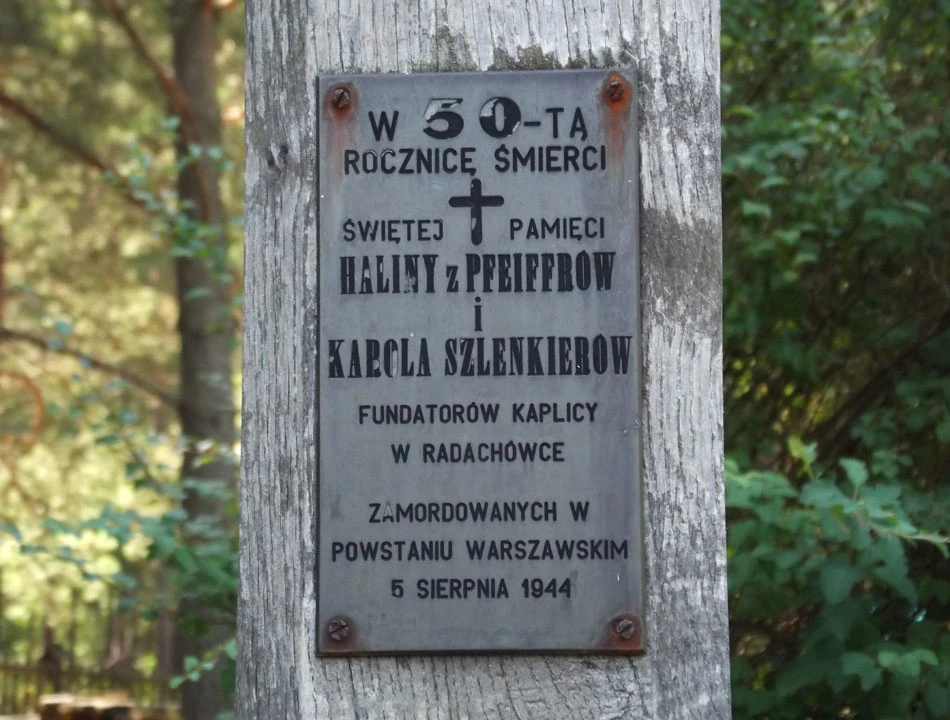 W 50-TĄ
ROCZNICĘ ŚMIERCI
ŚWIĘTEJ PAMIĘCI
HALINY z PFEIFFRÓW
i
KAROLA SZLENKIERÓW
FUNDATORÓW KAPLICY
W RADACHÓWCE
ZAMORDOWANYCH W
POWSTANIU WARSZAWSKIM
5 SIERPNIA 1944